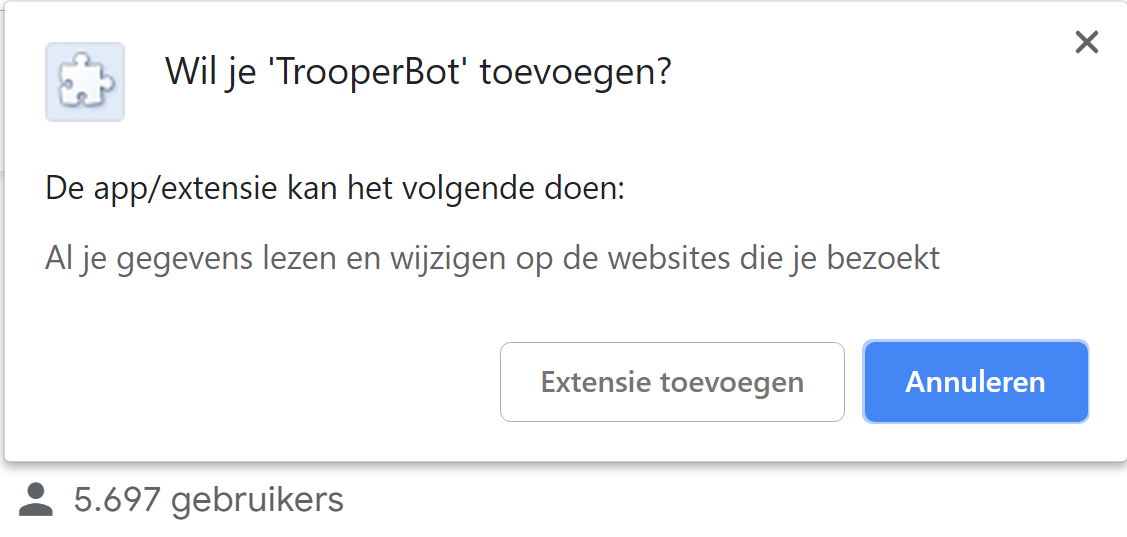 Wil je 'TrooperBot' toevoegen?
De app/extensie kan het volgende doen:
Al je gegevens lezen en wijzigen op de websites die je bezoekt
Extensie toevoegen
Annuleren
5.697 gebruikers